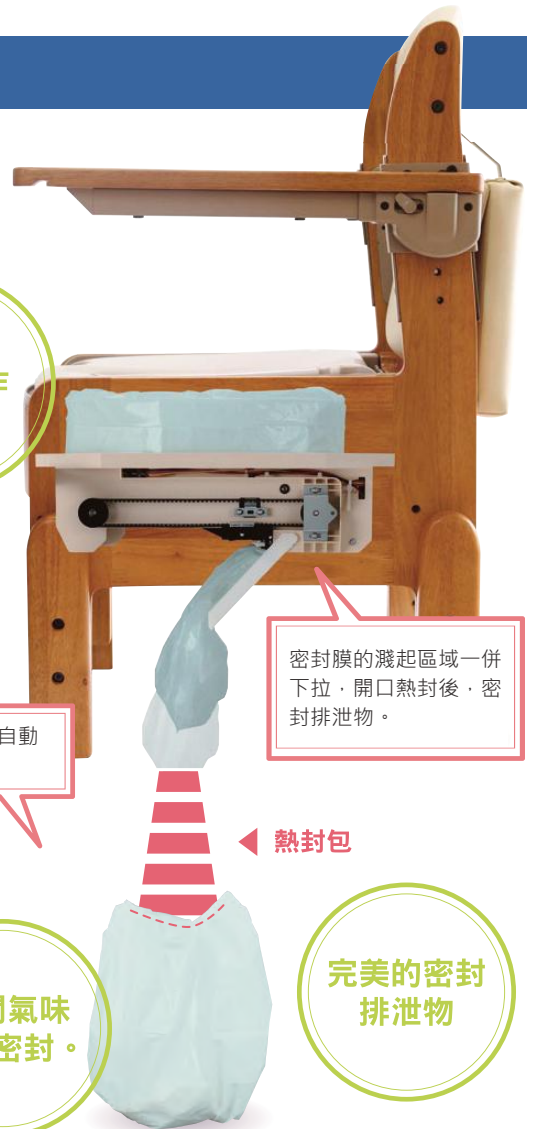 作
密封膜的濺起區域一併
下拉，開口熱封後，密
封排泄物。
自動
熱封包
完美的密封
排泄物
氣味
密封。